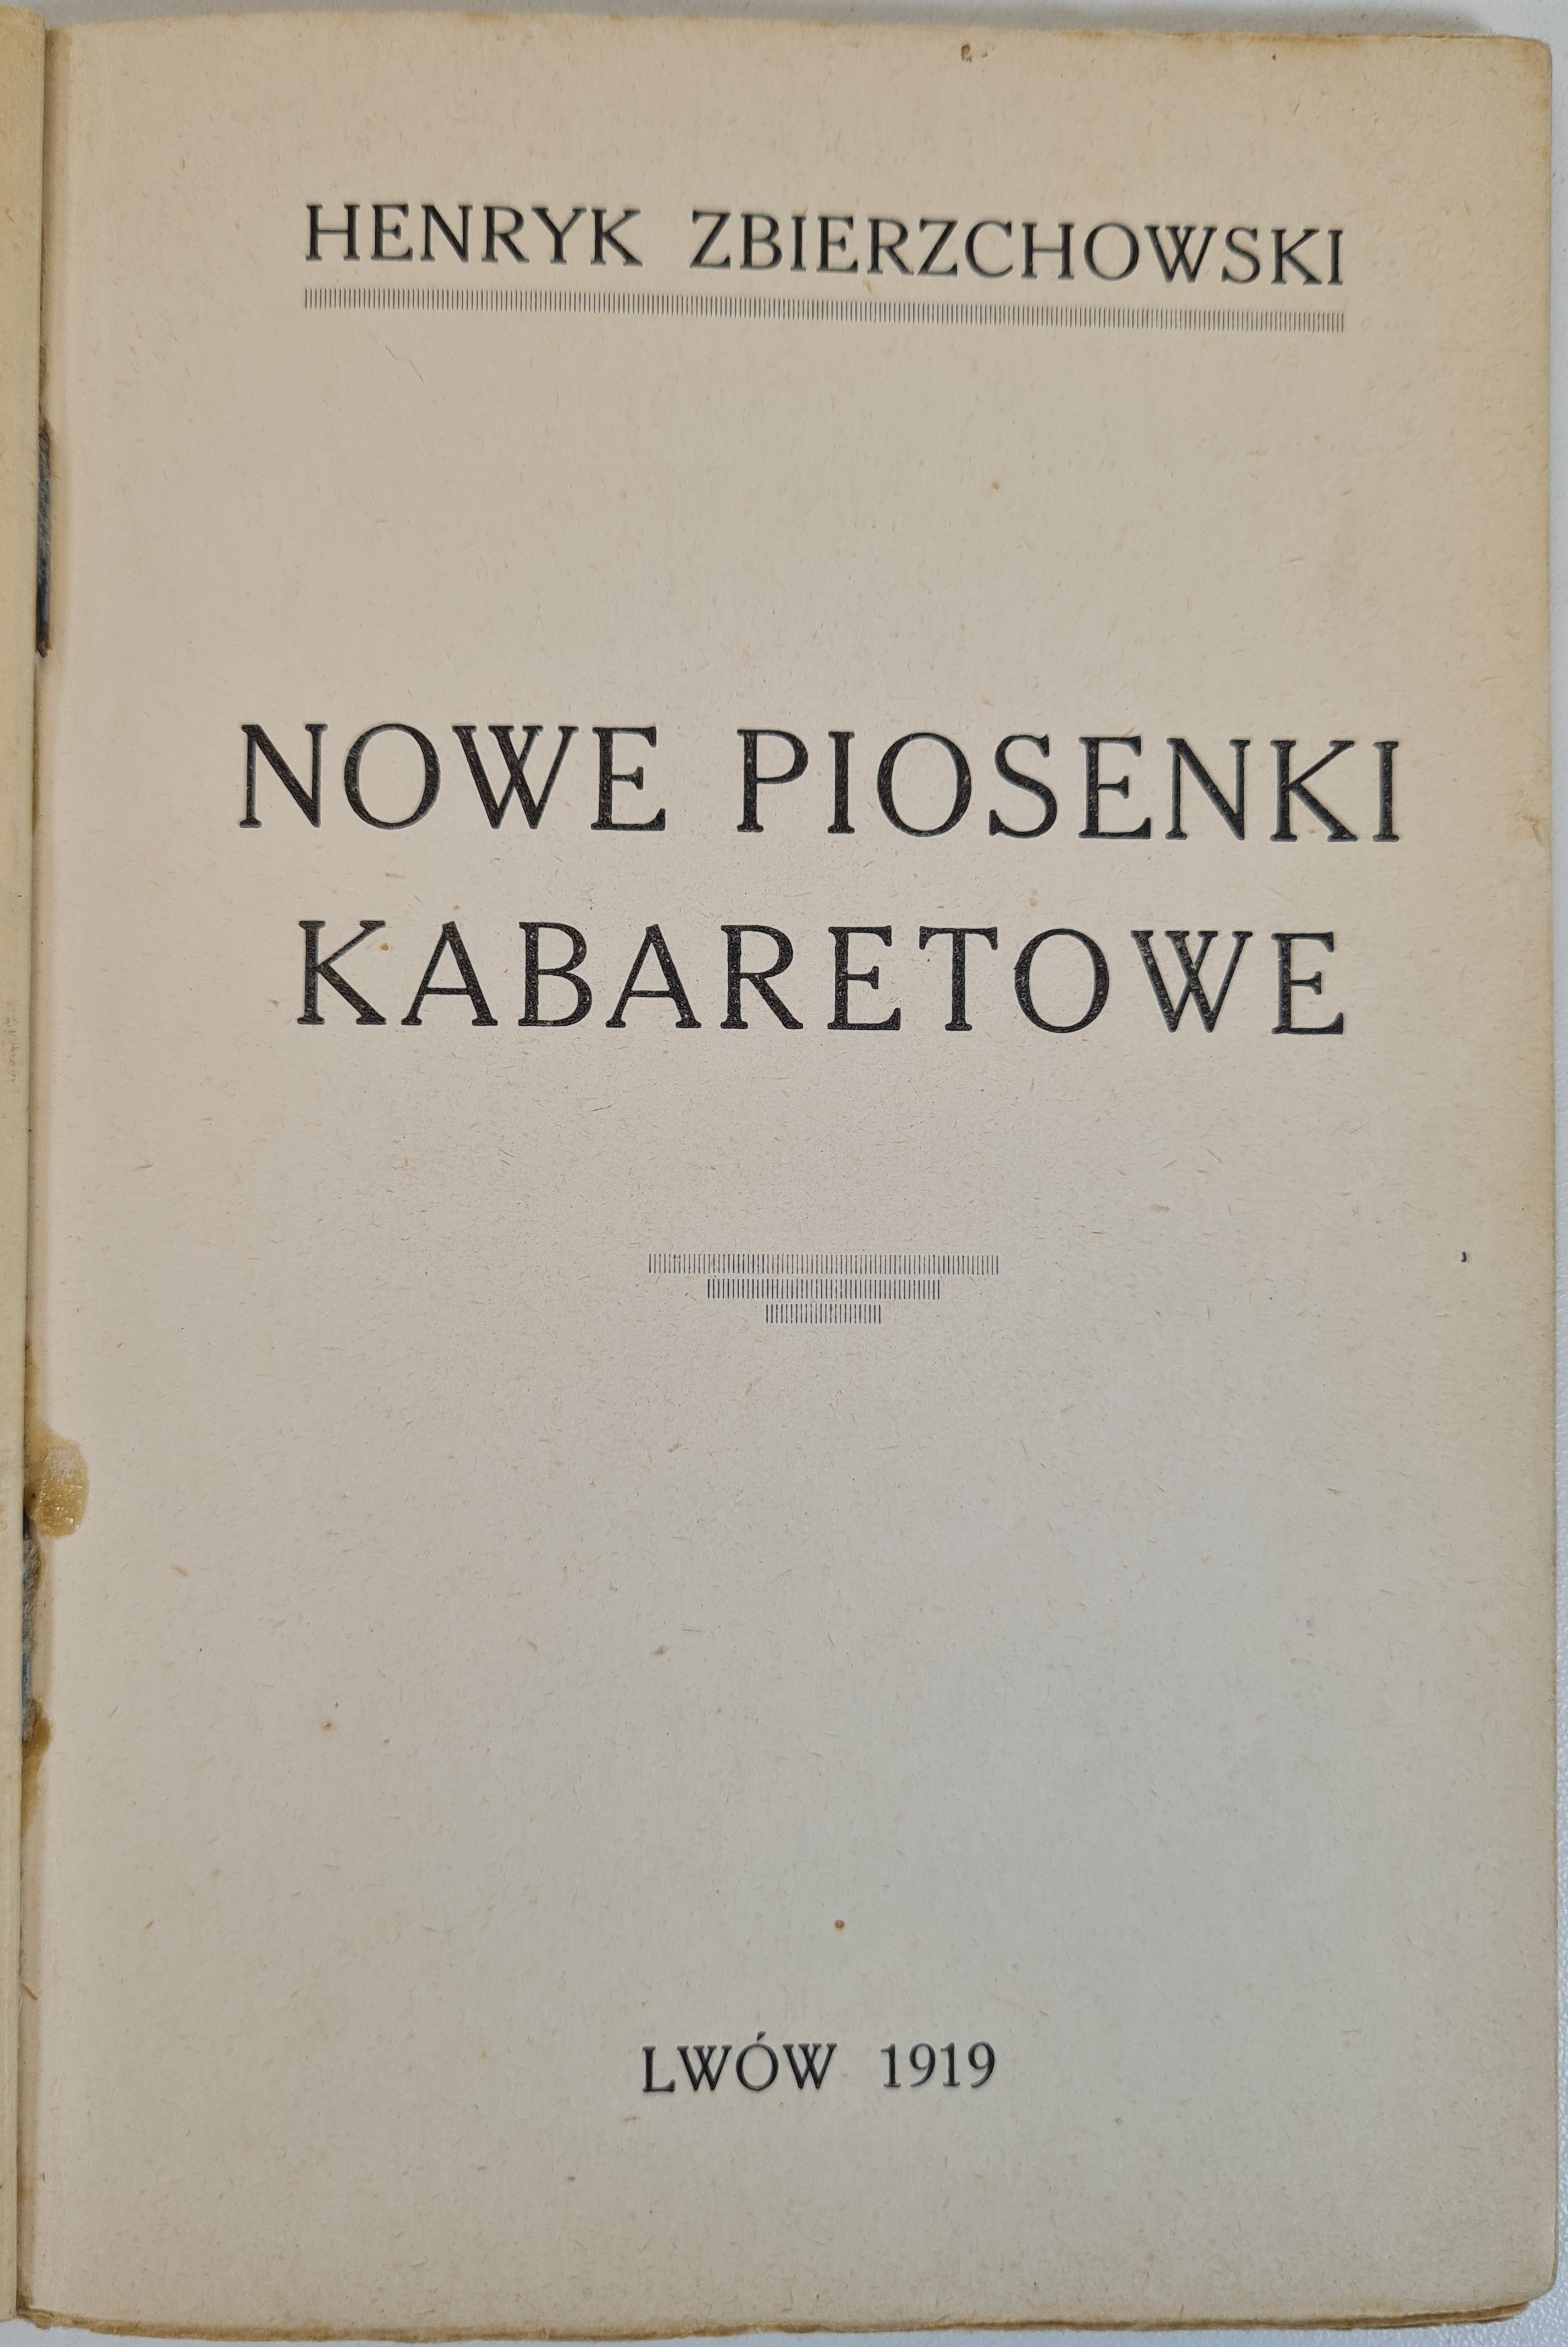 HENRYK ZBIERZCHOWSKI
NOWE PIOSENKI
KABARETOWE
LWÓW 1919